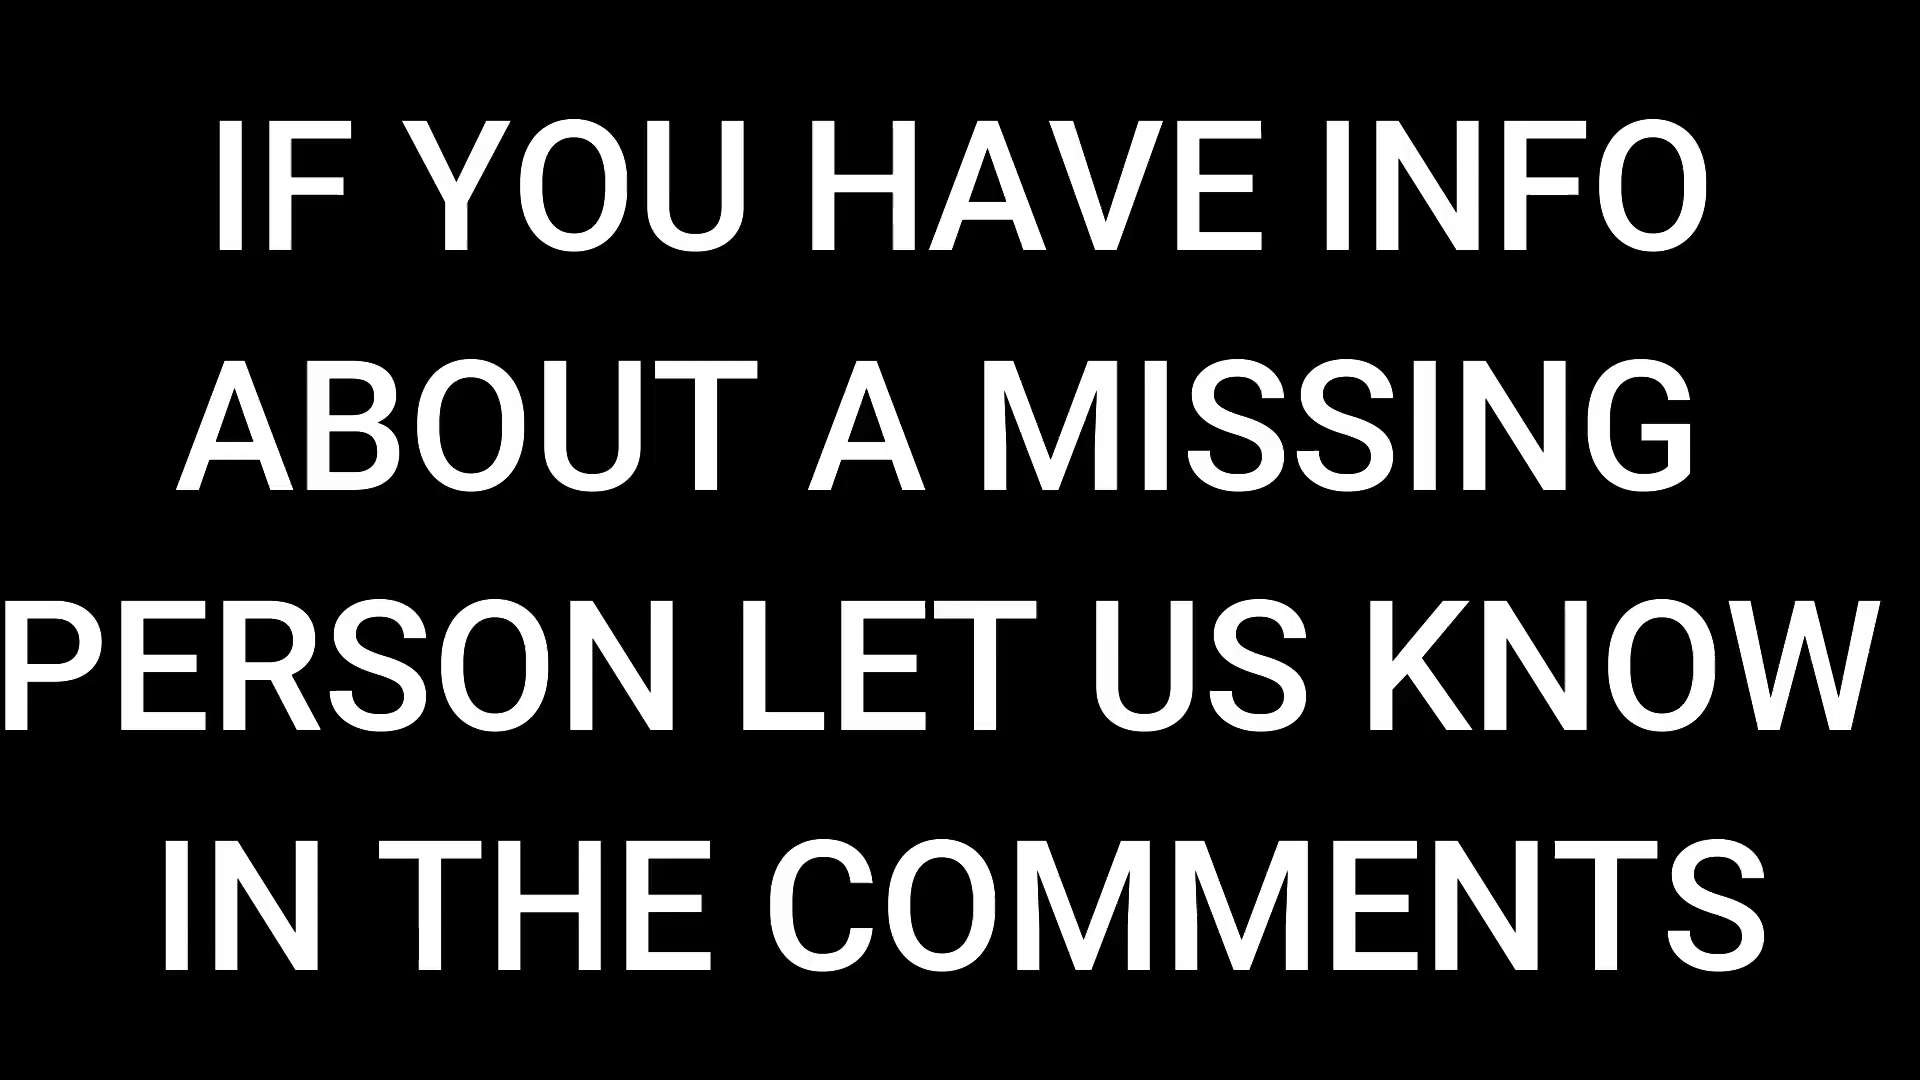 IF YOU HAVE INFO
ABOUT A MISSING
PERSON LET US KNOW
IN THE COMMENTS